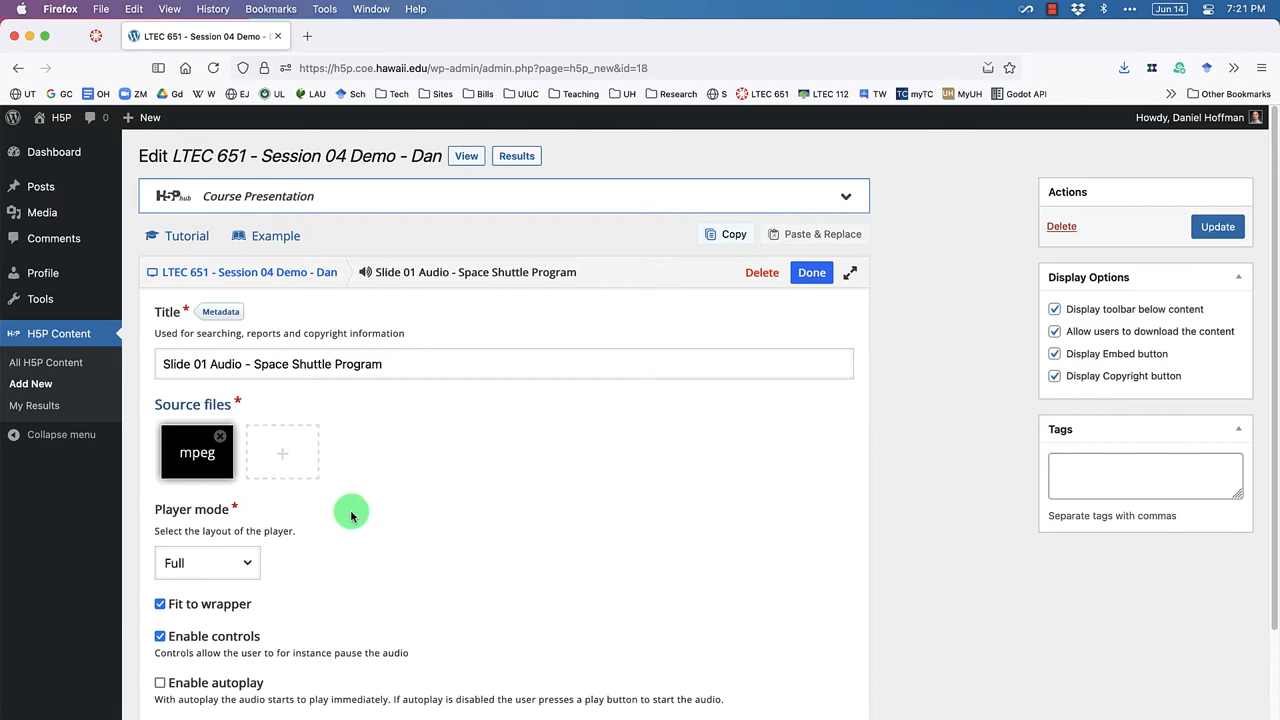 Firefox File Edit View History Bookmarks Tools Window Help Jun 14 7:21 PM
LTEC 651 - Session 04 Demo - D
https://h5p.coe.hawaii.edu/wp-admin/admin.php?page=h5p_new&id=18
UT GC OH ZM Gd W EJ UL LAU Sch Tech Sites Bills UIUC Teaching UH Research S LTEC 651 LTEC 112 TW myTC MyUH Godot API Other Bookmarks
H5P 0 New Howdy, Daniel Hoffman
Dashboard
Posts
Media
Comments
Profile
Tools
H5P Content
All H5P Content
Add New
My Results
Collapse menu
Edit LTEC 651 - Session 04 Demo - Dan View Results
H5P hub Course Presentation
Tutorial Example Copy Paste & Replace
LTEC 651 - Session 04 Demo - Dan Slide 01 Audio - Space Shuttle Program Delete Done
Title * Metadata
Used for searching, reports and copyright information
Slide 01 Audio - Space Shuttle Program
Source files *
mpeg +
Player mode *
Select the layout of the player.
Full
Fit to wrapper
Enable controls
Controls allow the user to for instance pause the audio
Enable autoplay
With autoplay the audio starts to play immediately. If autoplay is disabled the user presses a play button to start the audio.
Actions
Delete Update
Display Options
Display toolbar below content
Allow users to download the content
Display Embed button
Display Copyright button
Tags
Separate tags with commas